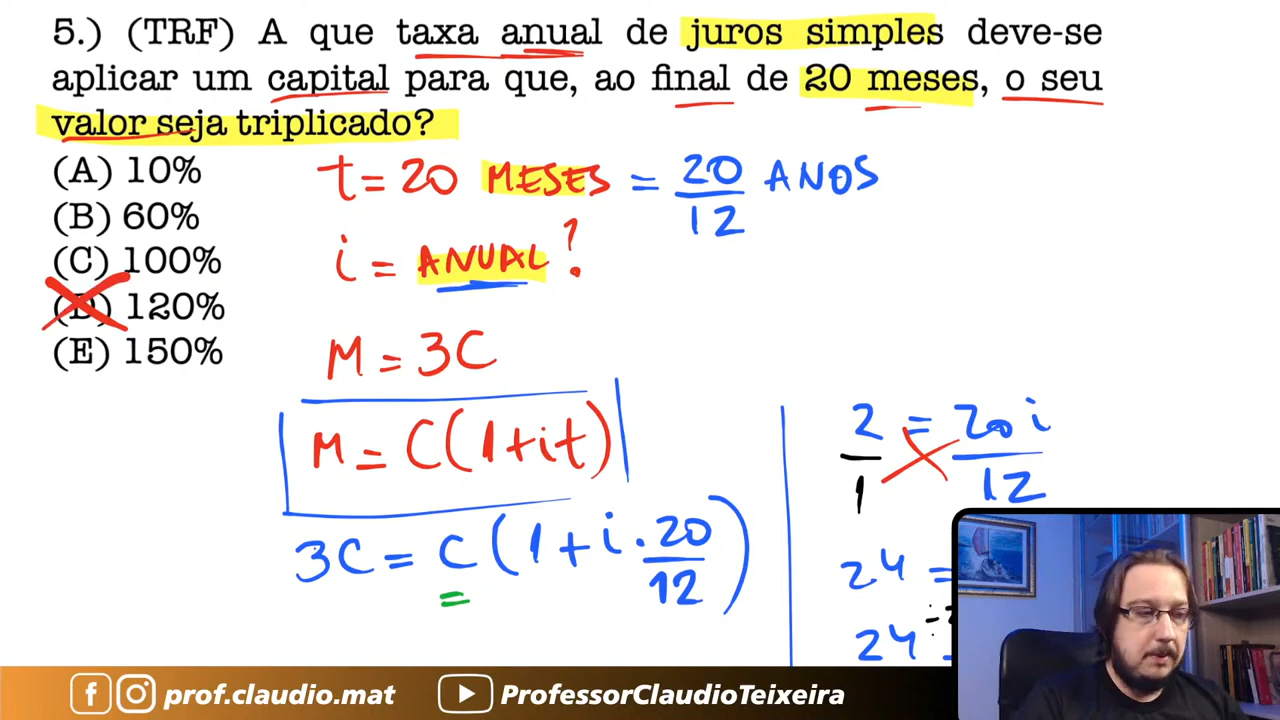 5.) (TRF) A que taxa anual de juros simples deve-se
aplicar um capital para que, ao final de 20 meses, o seu
valor seja triplicado?
(A) 10%
(B) 60%
(C) 100%
(D) 120%
(E) 150%
t = 20 MESES = 20/12 ANOS
i = ANUAL?
M = 3C
M = C(1+it)
3C = C(1+i.20/12)
2/1 = 20i/12
24 =
24 =
prof.claudio.mat
ProfessorClaudioTeixeira